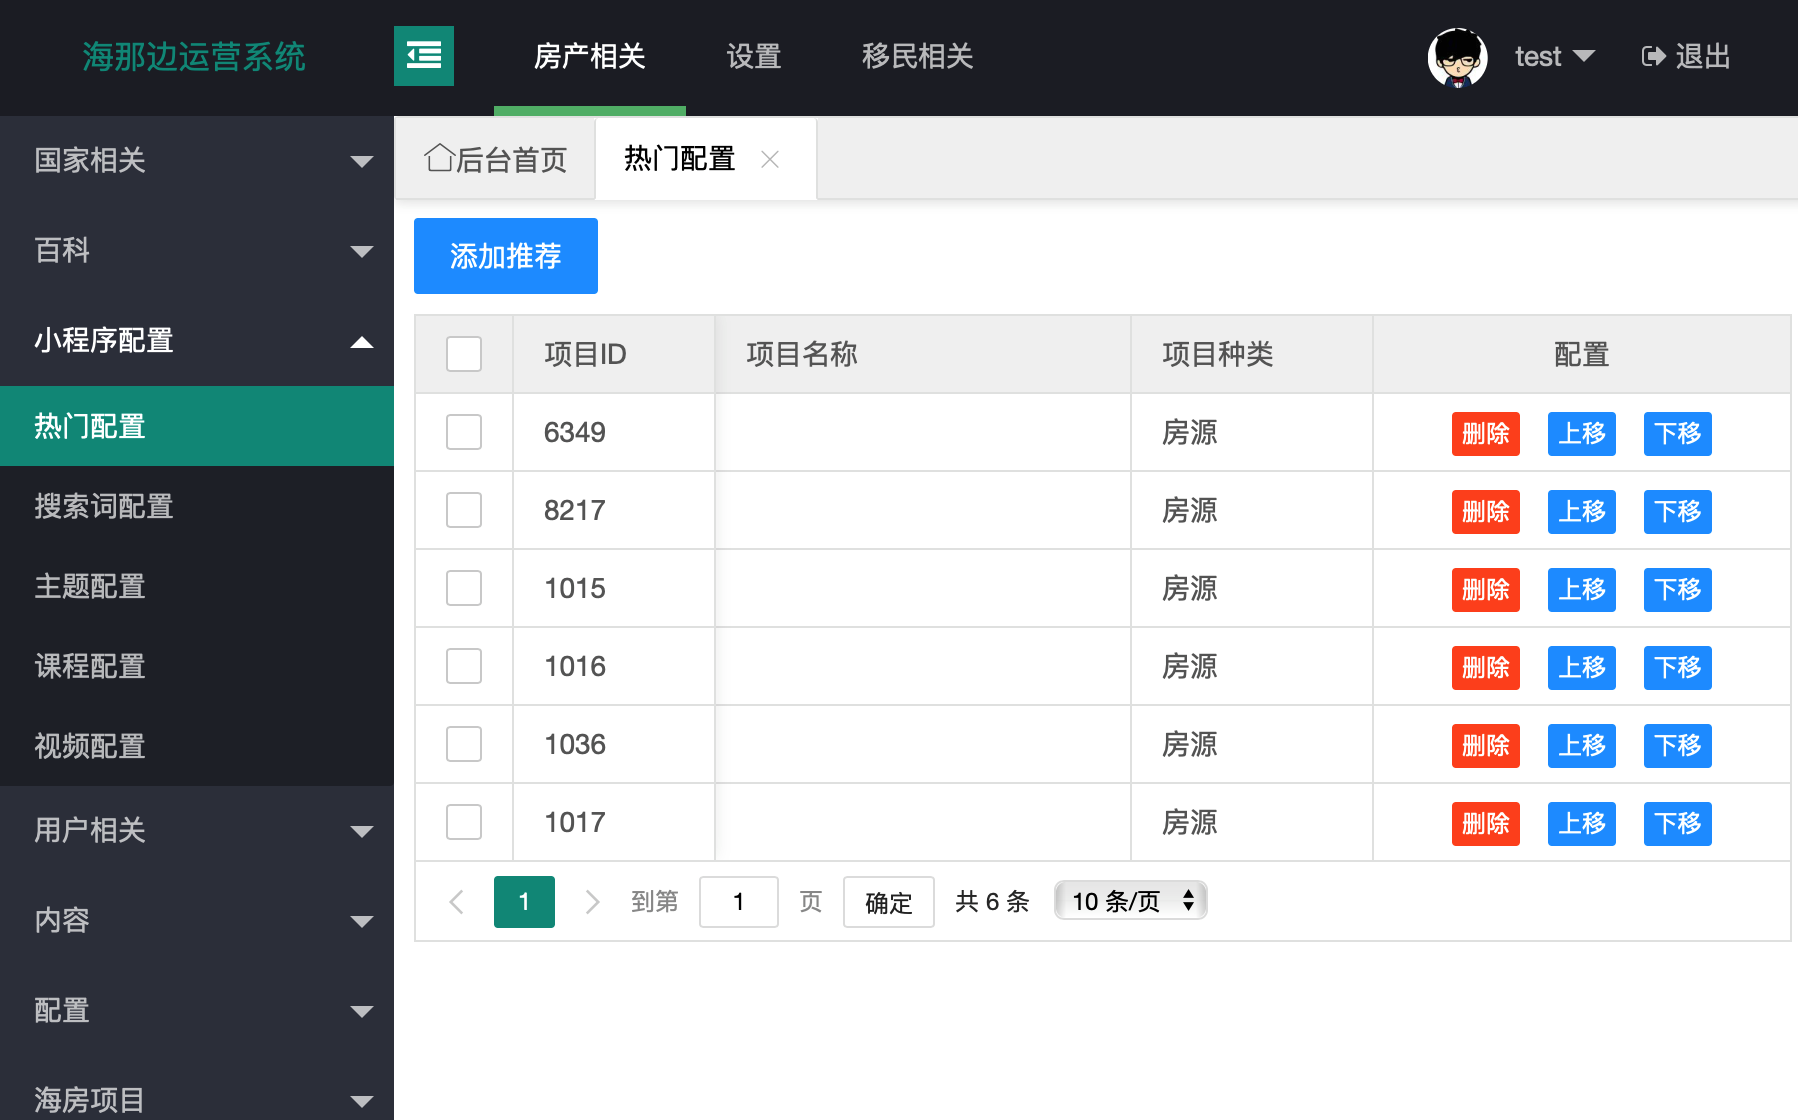 海那边运营系统
房产相关
设置
移民相关
test
退出
国家相关
百科
小程序配置
热门配置
搜索词配置
主题配置
课程配置
视频配置
用户相关
内容
配置
海房项目
后台首页
热门配置
添加推荐
项目ID 项目名称 项目种类 配置
6349 房源 删除 上移 下移
8217 房源 删除 上移 下移
1015 房源 删除 上移 下移
1016 房源 删除 上移 下移
1036 房源 删除 上移 下移
1017 房源 删除 上移 下移
1 到第 1 页 确定 共 6 条 10 条/页